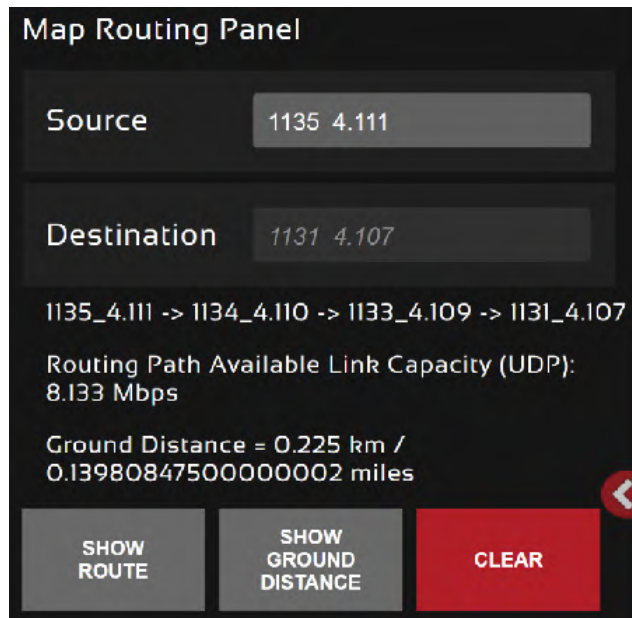 Map Routing Panel
Source
1135 4.111
Destination
1131 4.107
1135_4.111 -> 1134_4.110 -> 1133_4.109 -> 1131_4.107
Routing Path Available Link Capacity (UDP):
8.133 Mbps
Ground Distance = 0.225 km /
0.13980847500000002 miles
SHOW
ROUTE
SHOW
GROUND
DISTANCE
CLEAR